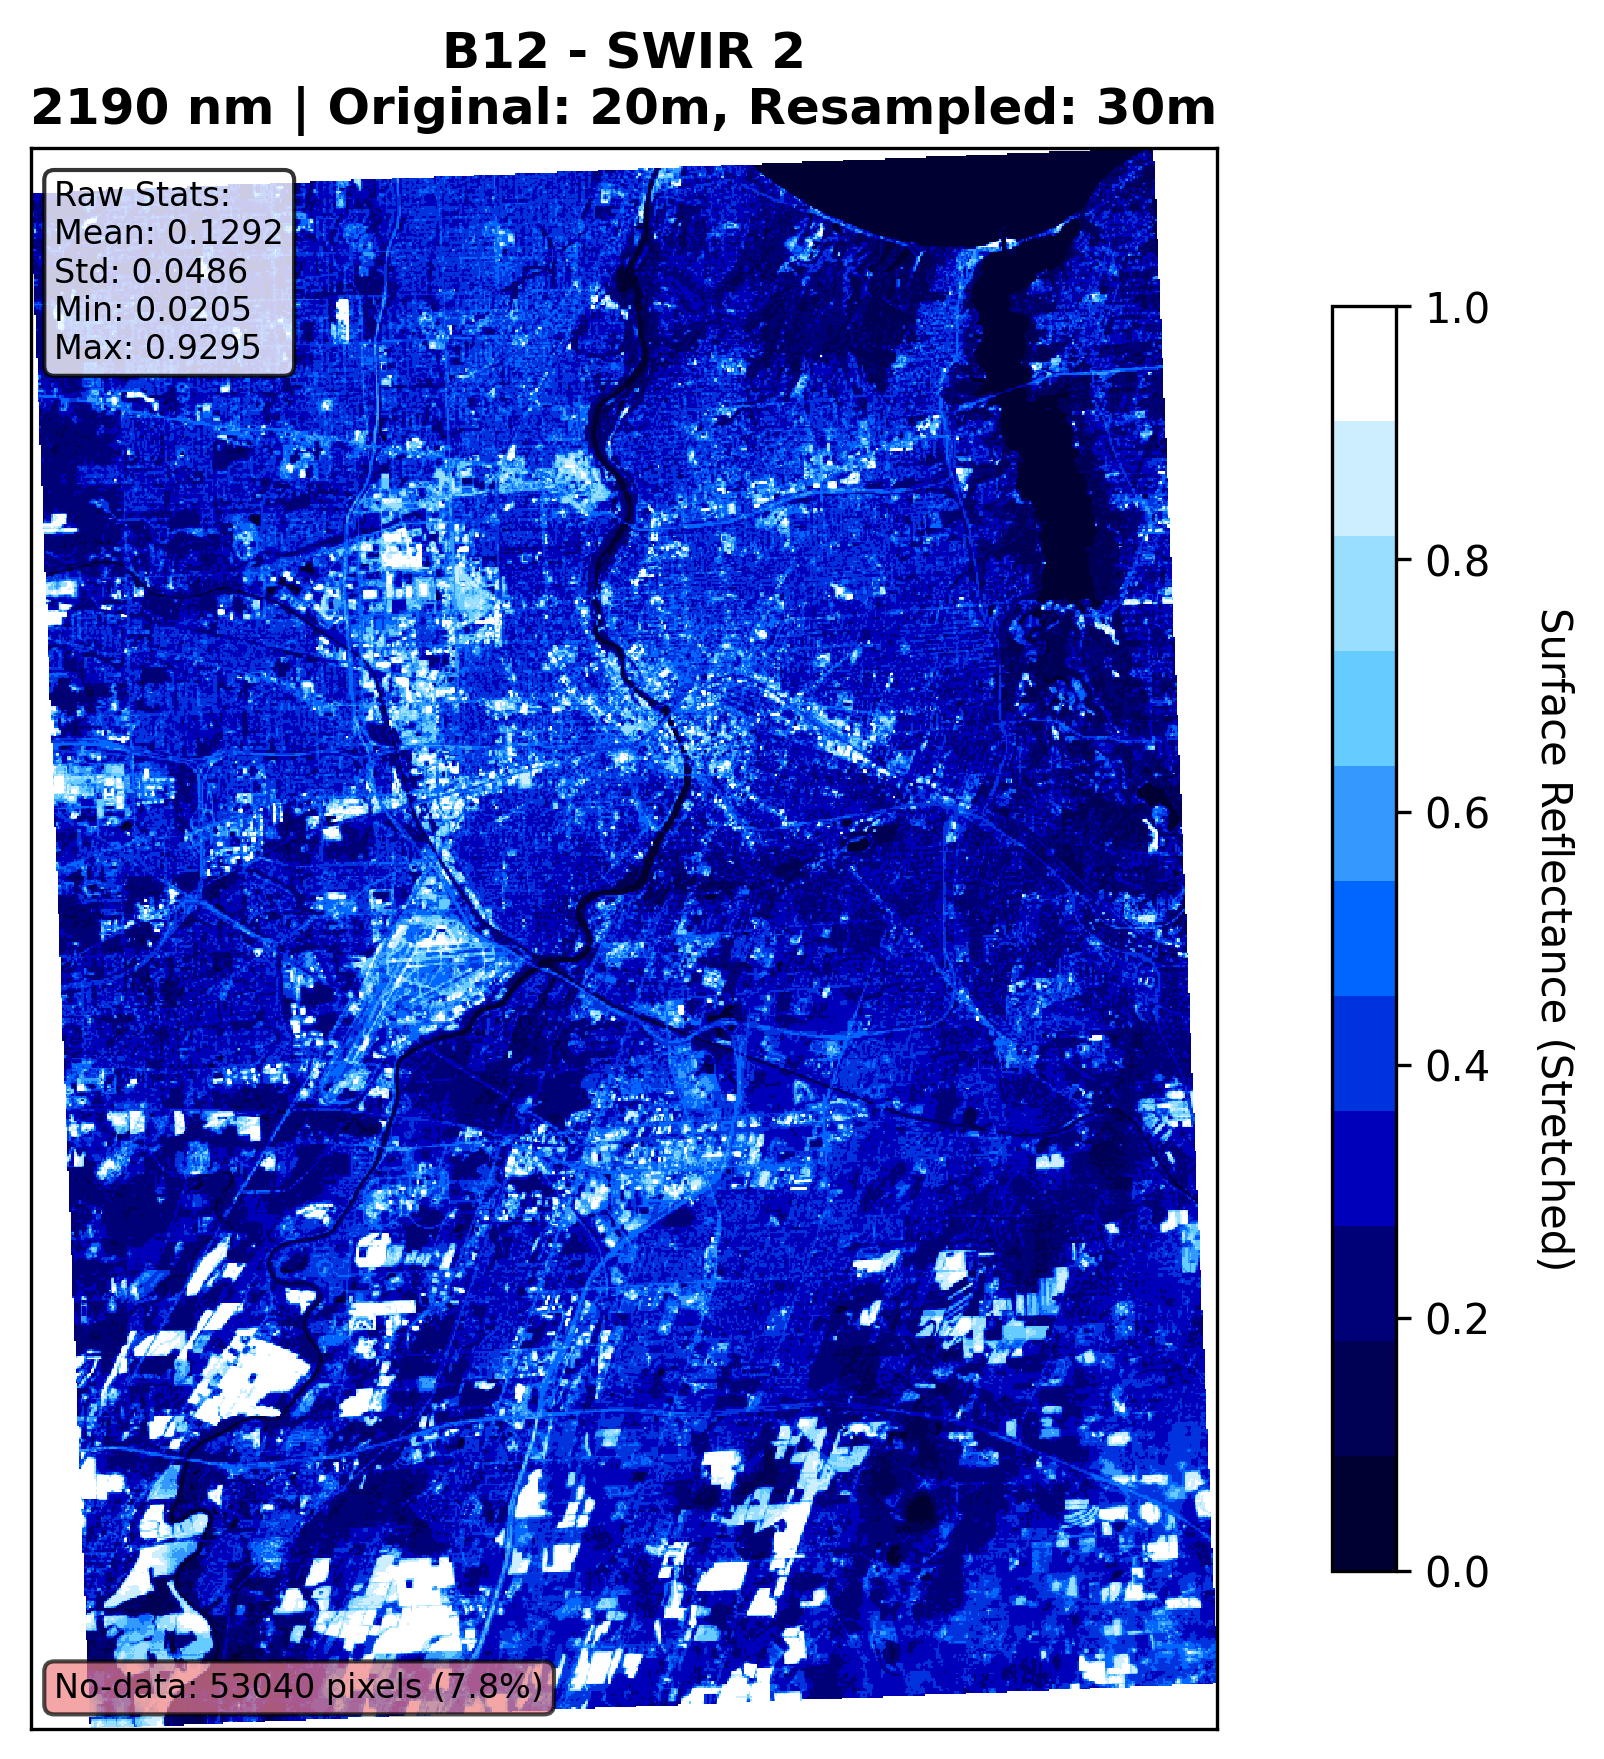 B12 - SWIR 2
2190 nm | Original: 20m, Resampled: 30m
Raw Stats:
Mean: 0.1292
Std: 0.0486
Min: 0.0205
Max: 0.9295
No-data: 53040 pixels (7.8%)
1.0
0.8
0.6
0.4
0.2
0.0
Surface Reflectance (Stretched)